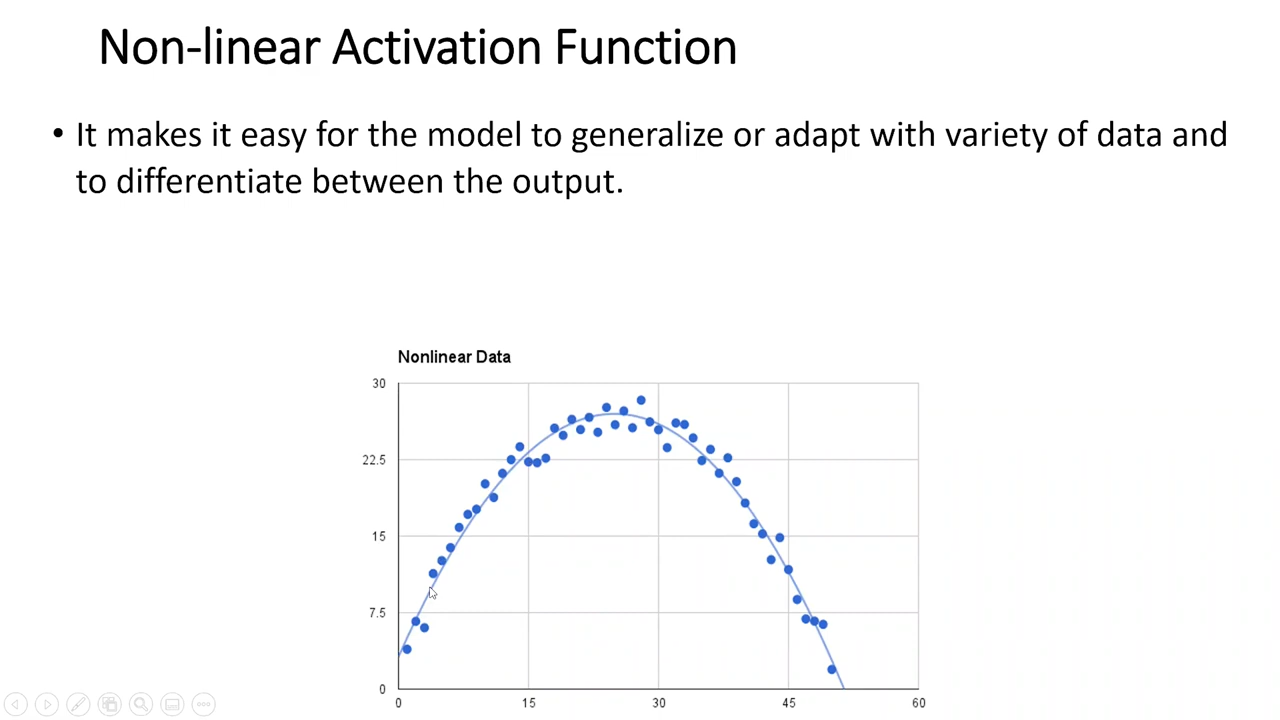 Non-linear Activation Function
• It makes it easy for the model to generalize or adapt with variety of data and
to differentiate between the output.
Nonlinear Data
30
22.5
15
7.5
0
0 15 30 45 60